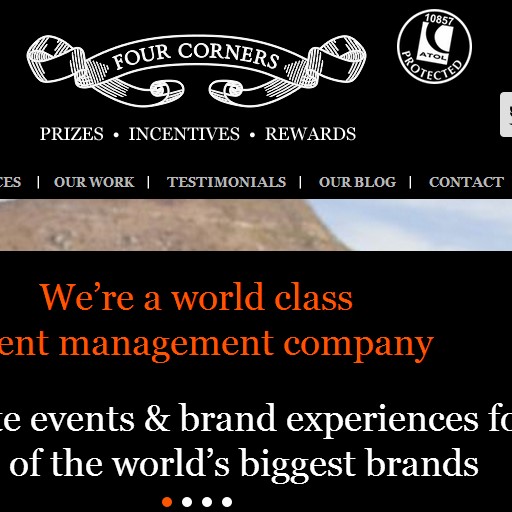 FOUR CORNERS
10857
ATOL
PROTECTED
PRIZES • INCENTIVES • REWARDS
CES | OUR WORK | TESTIMONIALS | OUR BLOG | CONTACT
We're a world class
ent management company
te events & brand experiences fo
of the world's biggest brands